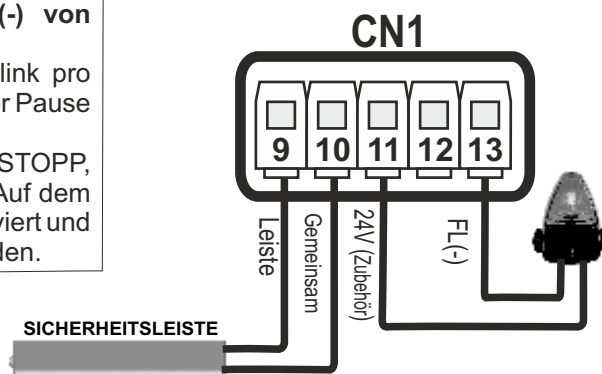 (-) von
link pro
r Pause
STOPP,
Auf dem
viert und
den.
CN1
9 10 11 12 13
Leiste
Gemeinsam
24V (Zubehör)
FL(-)
SICHERHEITSLEISTE